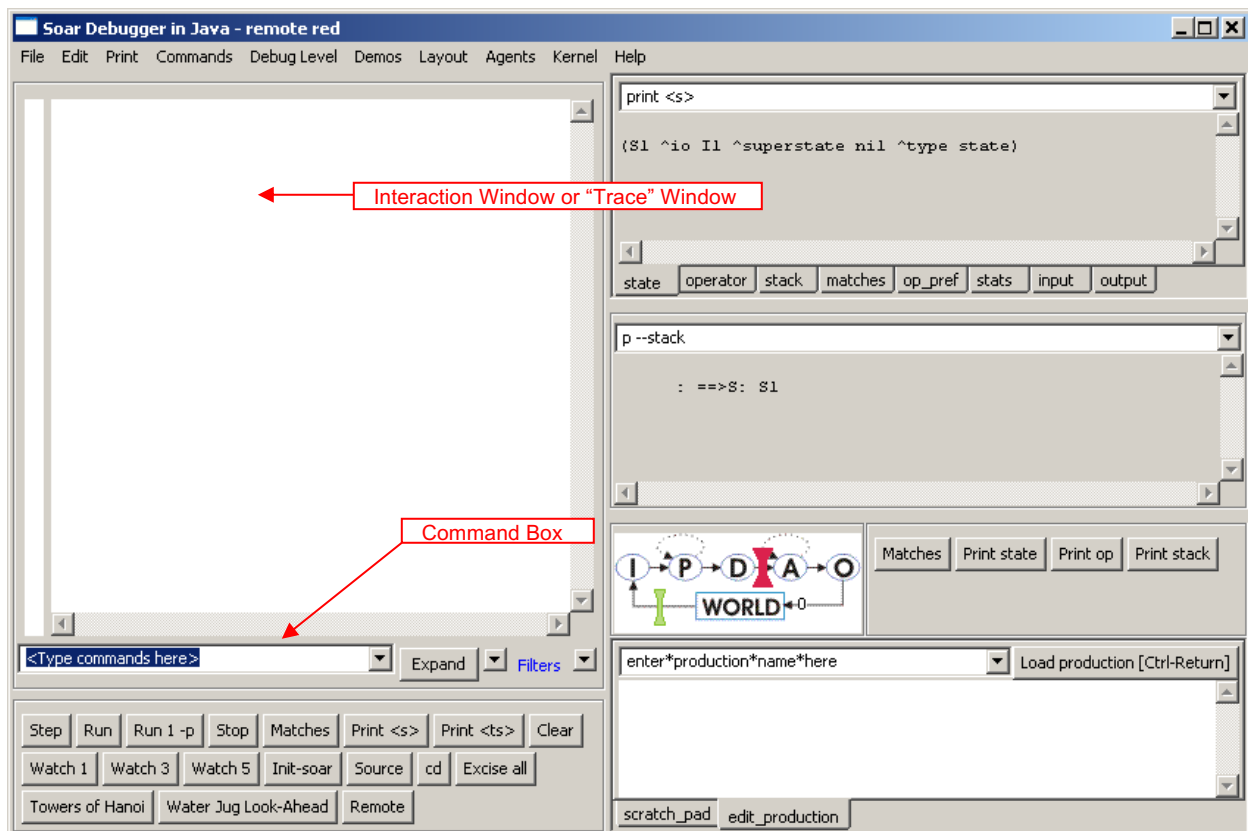 Soar Debugger in Java - remote red
File Edit Print Commands Debug Level Demos Layout Agents Kernel Help
Interaction Window or “Trace” Window
Command Box
<Type commands here>
Expand
Filters
Step Run Run 1 -p Stop Matches Print <s> Print <ts> Clear
Watch 1 Watch 3 Watch 5 Init-soar Source cd Excise all
Towers of Hanoi Water Jug Look-Ahead Remote
print <s>
(S1 ^io I1 ^superstate nil ^type state)
state operator stack matches op_pref stats input output
p --stack
: ==>S: S1
I P D A O
WORLD 0
Matches Print state Print op Print stack
enter*production*name*here
Load production [Ctrl-Return]
scratch_pad edit_production